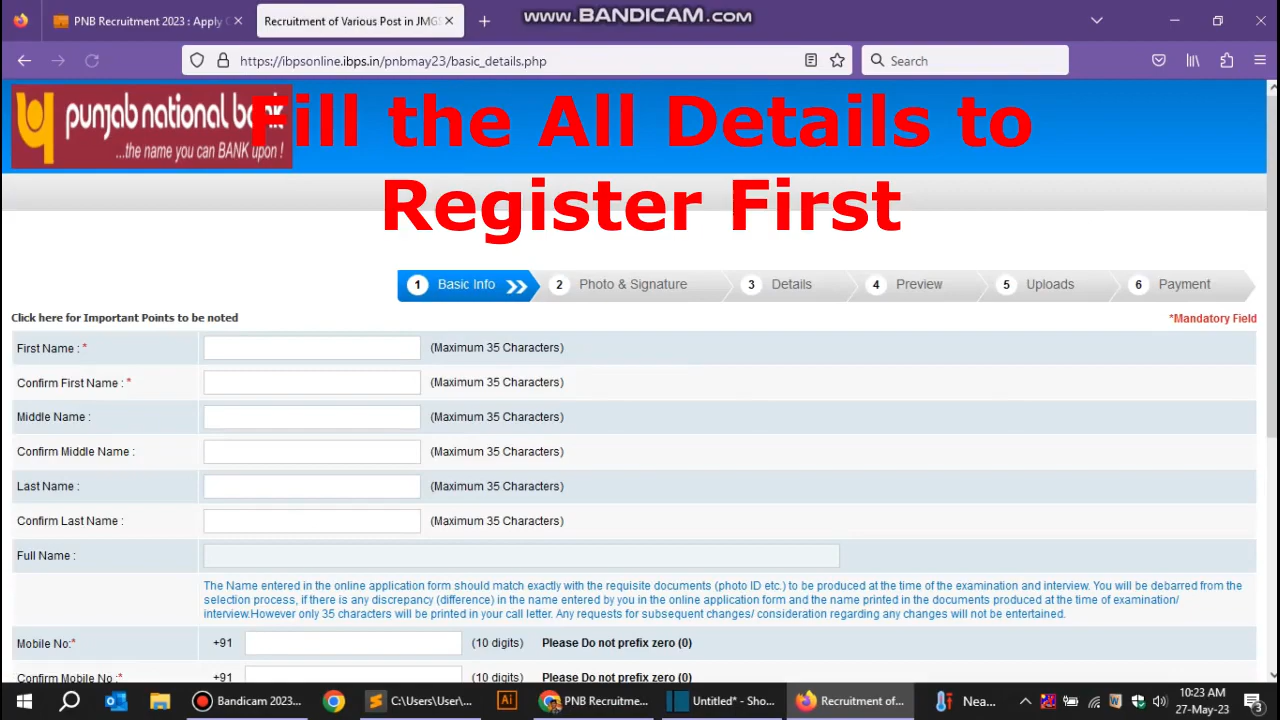 PNB Recruitment 2023 : Apply O
Recruitment of Various Post in JMGS
www.BANDICAM.com
https://ibpsonline.ibps.in/pnbmay23/basic_details.php
Search
punjab national bank
...the name you can BANK upon !
Fill the All Details to
Register First
1 Basic Info
2 Photo & Signature
3 Details
4 Preview
5 Uploads
6 Payment
Click here for Important Points to be noted
*Mandatory Field
First Name : * (Maximum 35 Characters)
Confirm First Name : * (Maximum 35 Characters)
Middle Name : (Maximum 35 Characters)
Confirm Middle Name : (Maximum 35 Characters)
Last Name : (Maximum 35 Characters)
Confirm Last Name : (Maximum 35 Characters)
Full Name :
The Name entered in the online application form should match exactly with the requisite documents (photo ID etc.) to be produced at the time of the examination and interview. You will be debarred from the
selection process, if there is any discrepancy (difference) in the name entered by you in the online application form and the name printed in the documents produced at the time of examination/
interview.However only 35 characters will be printed in your call letter. Any requests for subsequent changes/ consideration regarding any changes will not be entertained.
Mobile No:* +91 (10 digits) Please Do not prefix zero (0)
Confirm Mobile No :* +91 (10 digits) Please Do not prefix zero (0)
Bandicam 2023...
C:\Users\User\...
Ai
PNB Recruitme...
Untitled* - Sho...
Recruitment of...
Nea...
10:23 AM
27-May-23
3